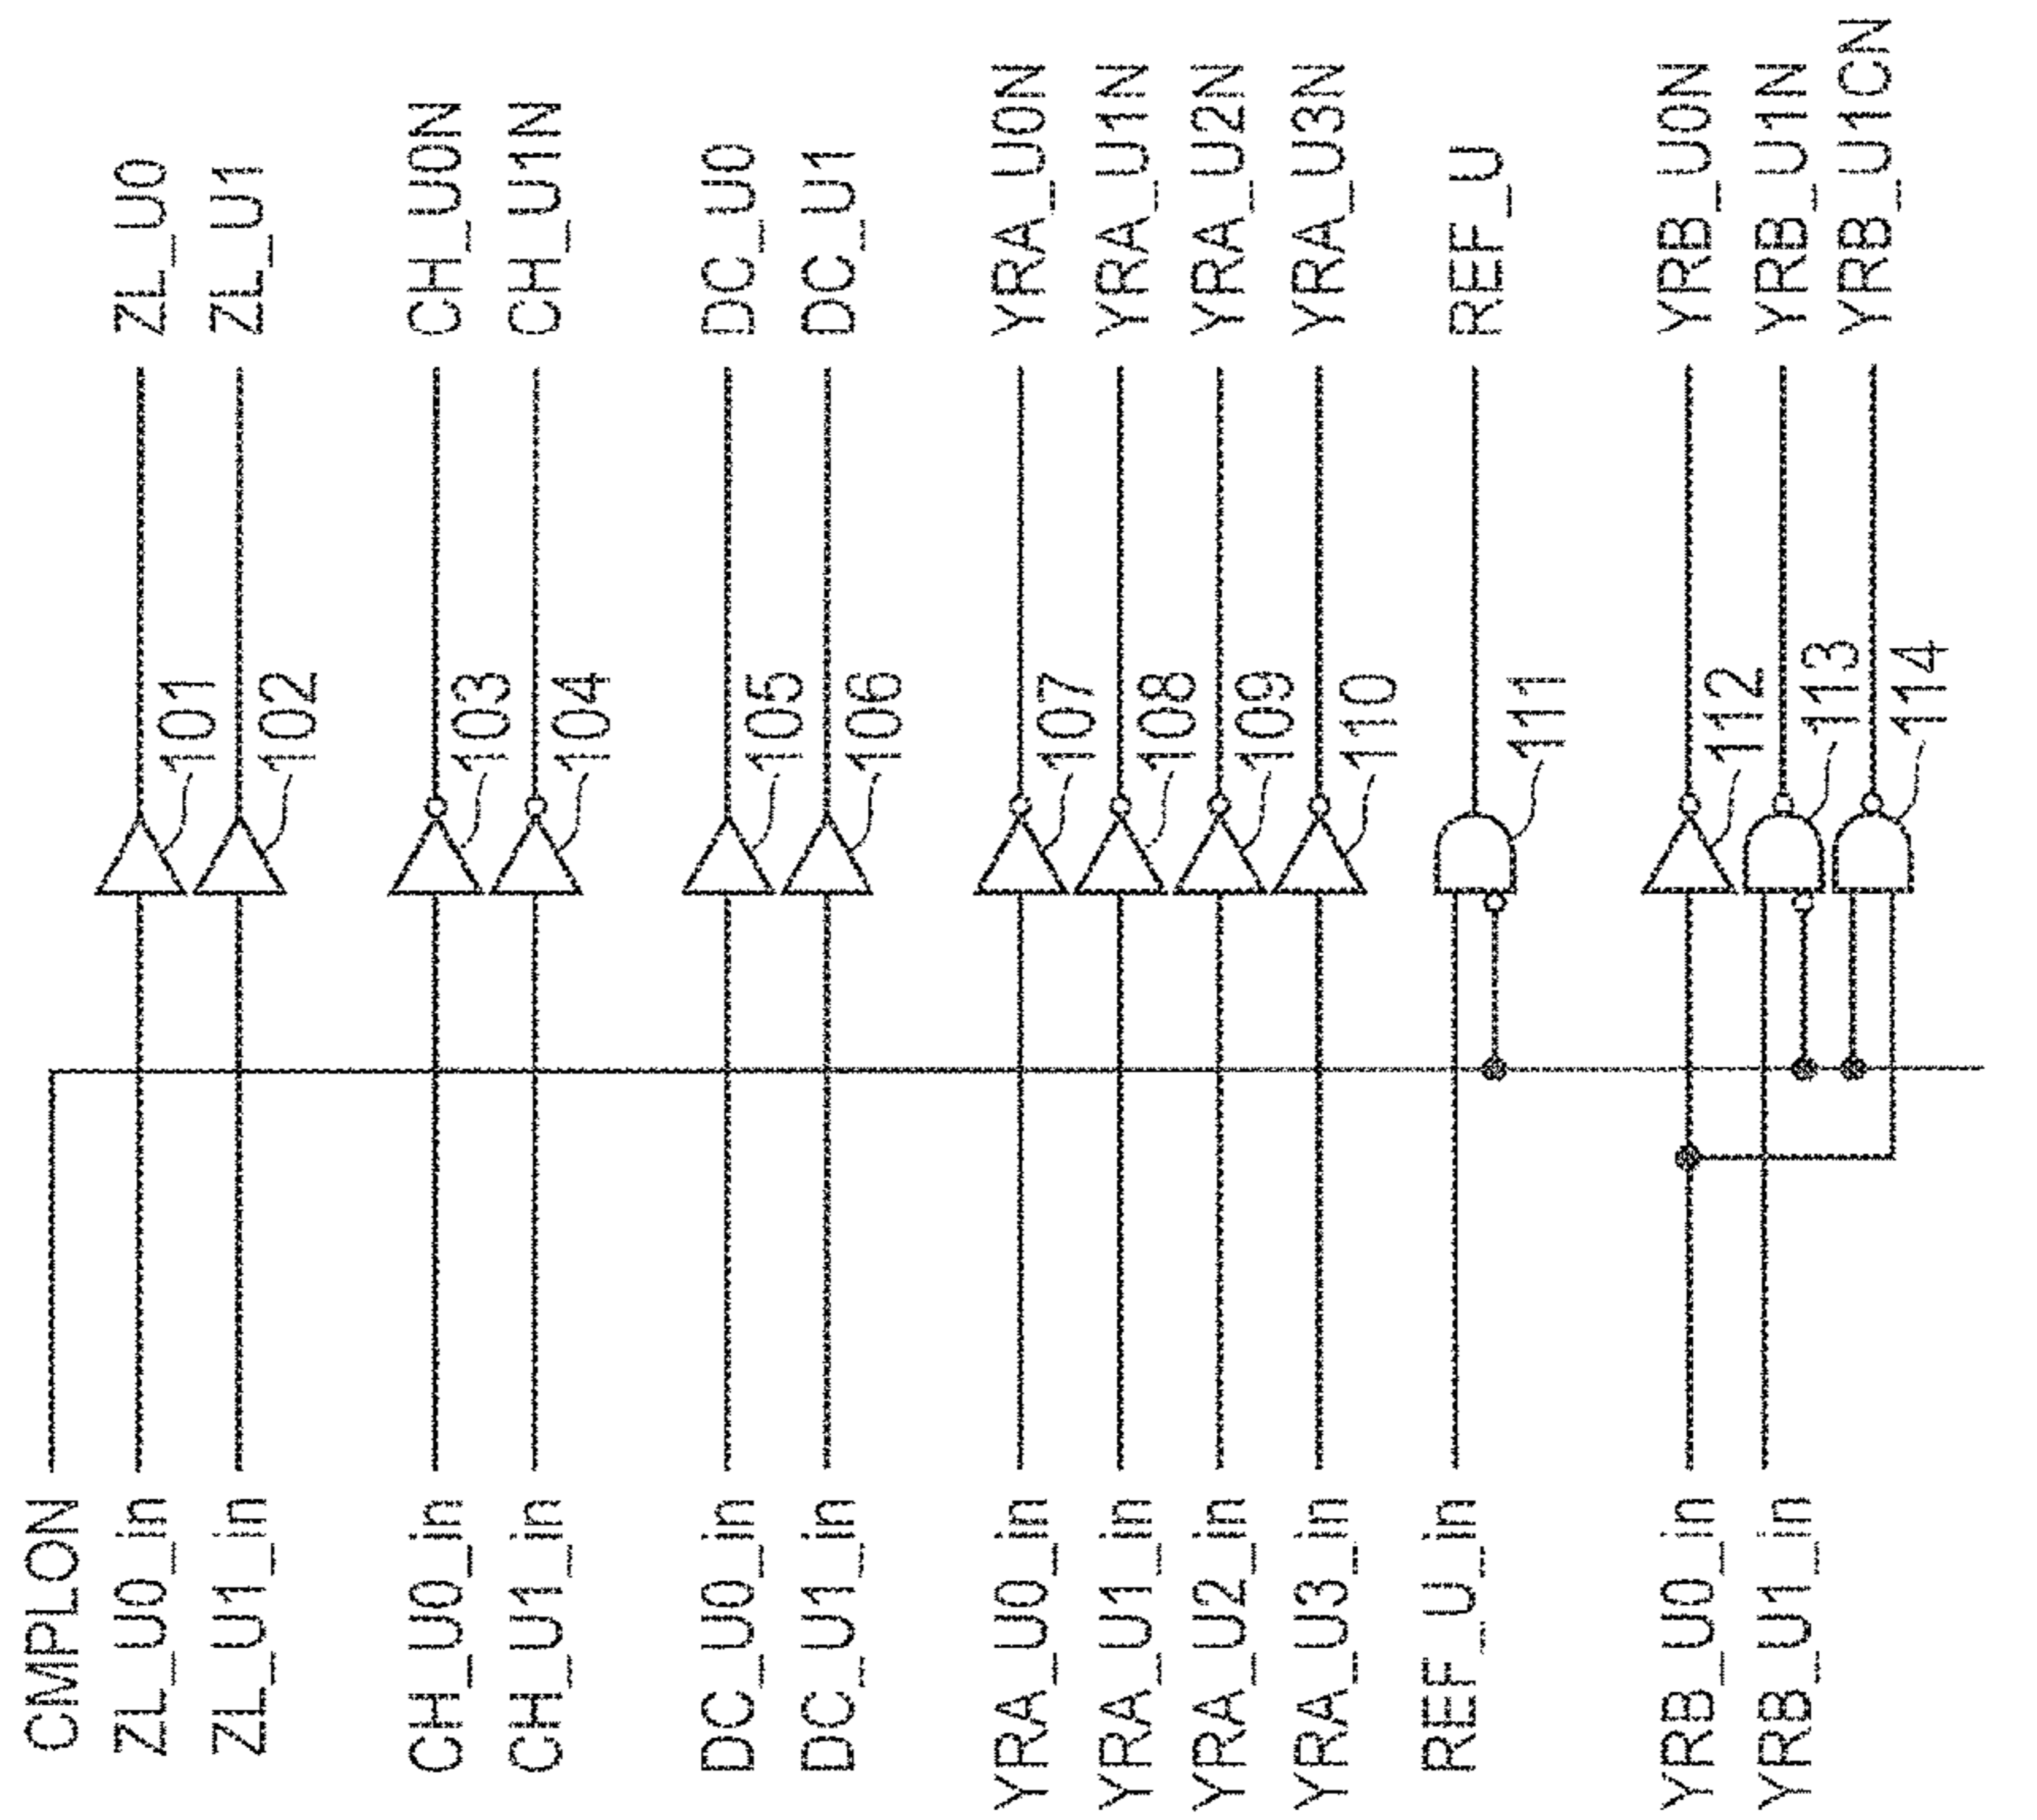 CMPLON
ZL_U0_in
ZL_U1_in
CH_U0_in
CH_U1_in
DC_U0_in
DC_U1_in
YRA_U0_in
YRA_U1_in
YRA_U2_in
YRA_U3_in
REF_U_in
YRB_U0_in
YRB_U1_in
101
102
103
104
105
106
107
108
109
110
111
112
113
114
ZL_U0
ZL_U1
CH_U0N
CH_U1N
DC_U0
DC_U1
YRA_U0N
YRA_U1N
YRA_U2N
YRA_U3N
REF_U
YRB_U0N
YRB_U1N
YRB_U1CN